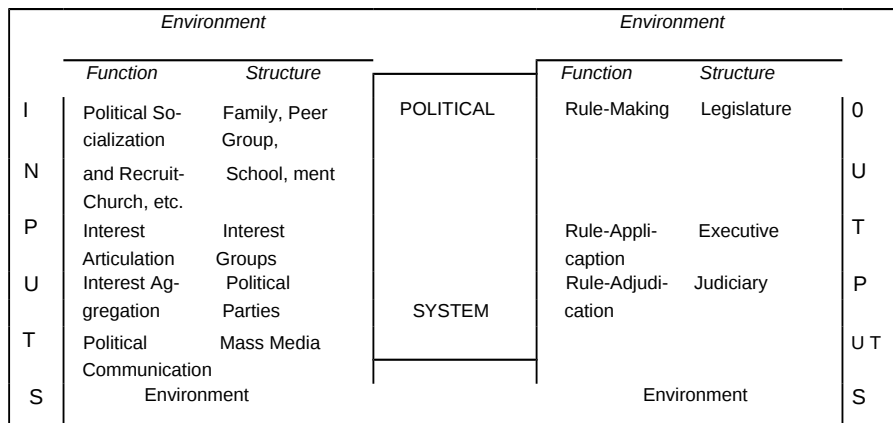 Environment Environment
Function Structure Function Structure
I Political So- Family, Peer POLITICAL Rule-Making Legislature 0
cialization Group,
N and Recruit- School, ment U
Church, etc.
P Interest Interest Rule-Appli- Executive T
Articulation Groups caption
U Interest Ag- Political Rule-Adjudi- Judiciary P
gregation Parties SYSTEM cation
T Political Mass Media U T
Communication
S Environment Environment S